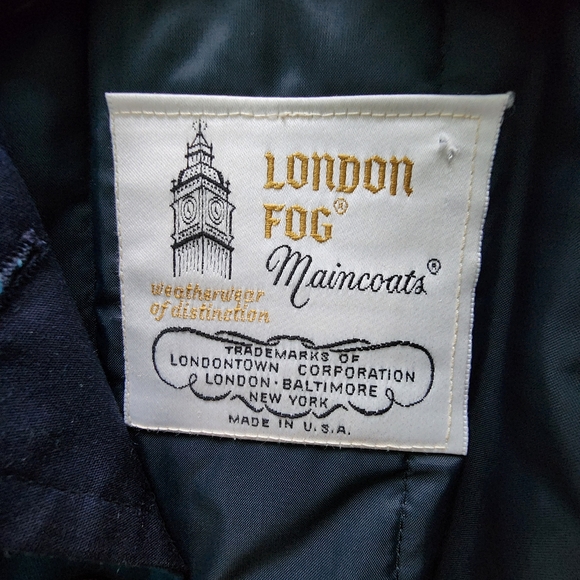 LONDON
FOG®
Maincoats®
weatherwear
of distinction
TRADEMARKS OF
LONDONTOWN CORPORATION
LONDON · BALTIMORE
NEW YORK
MADE IN U.S.A.